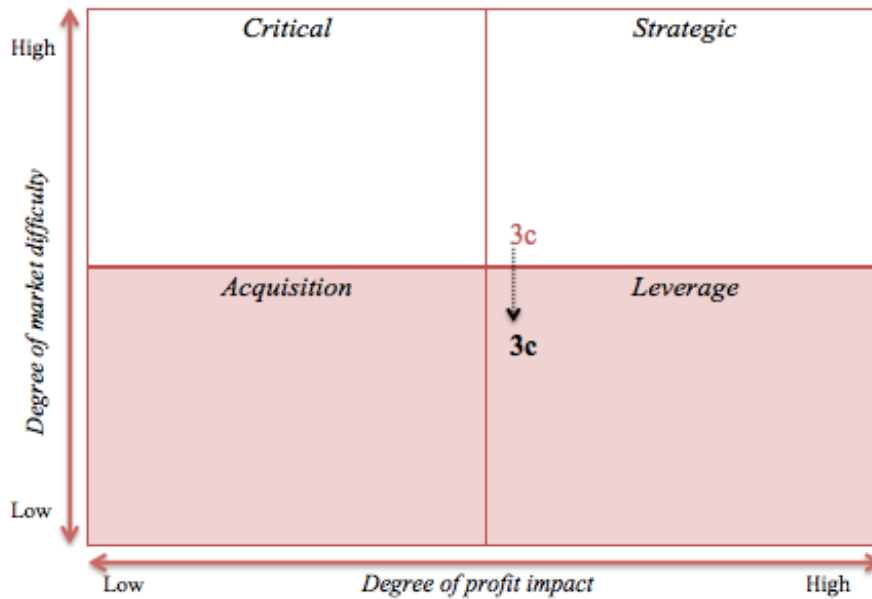 Critical
Strategic
High
Degree of market difficulty
3c
Acquisition
Leverage
3c
Low
Low
Degree of profit impact
High